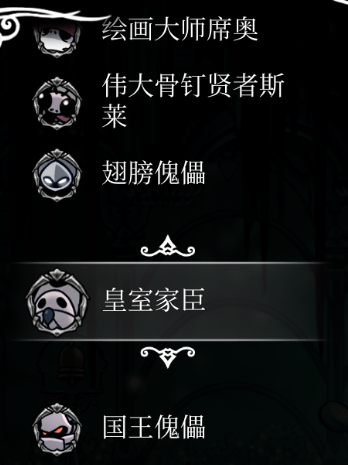 绘画大师席奥
伟大骨钉贤者斯
莱
翅膀傀儡
皇室家臣
国王傀儡